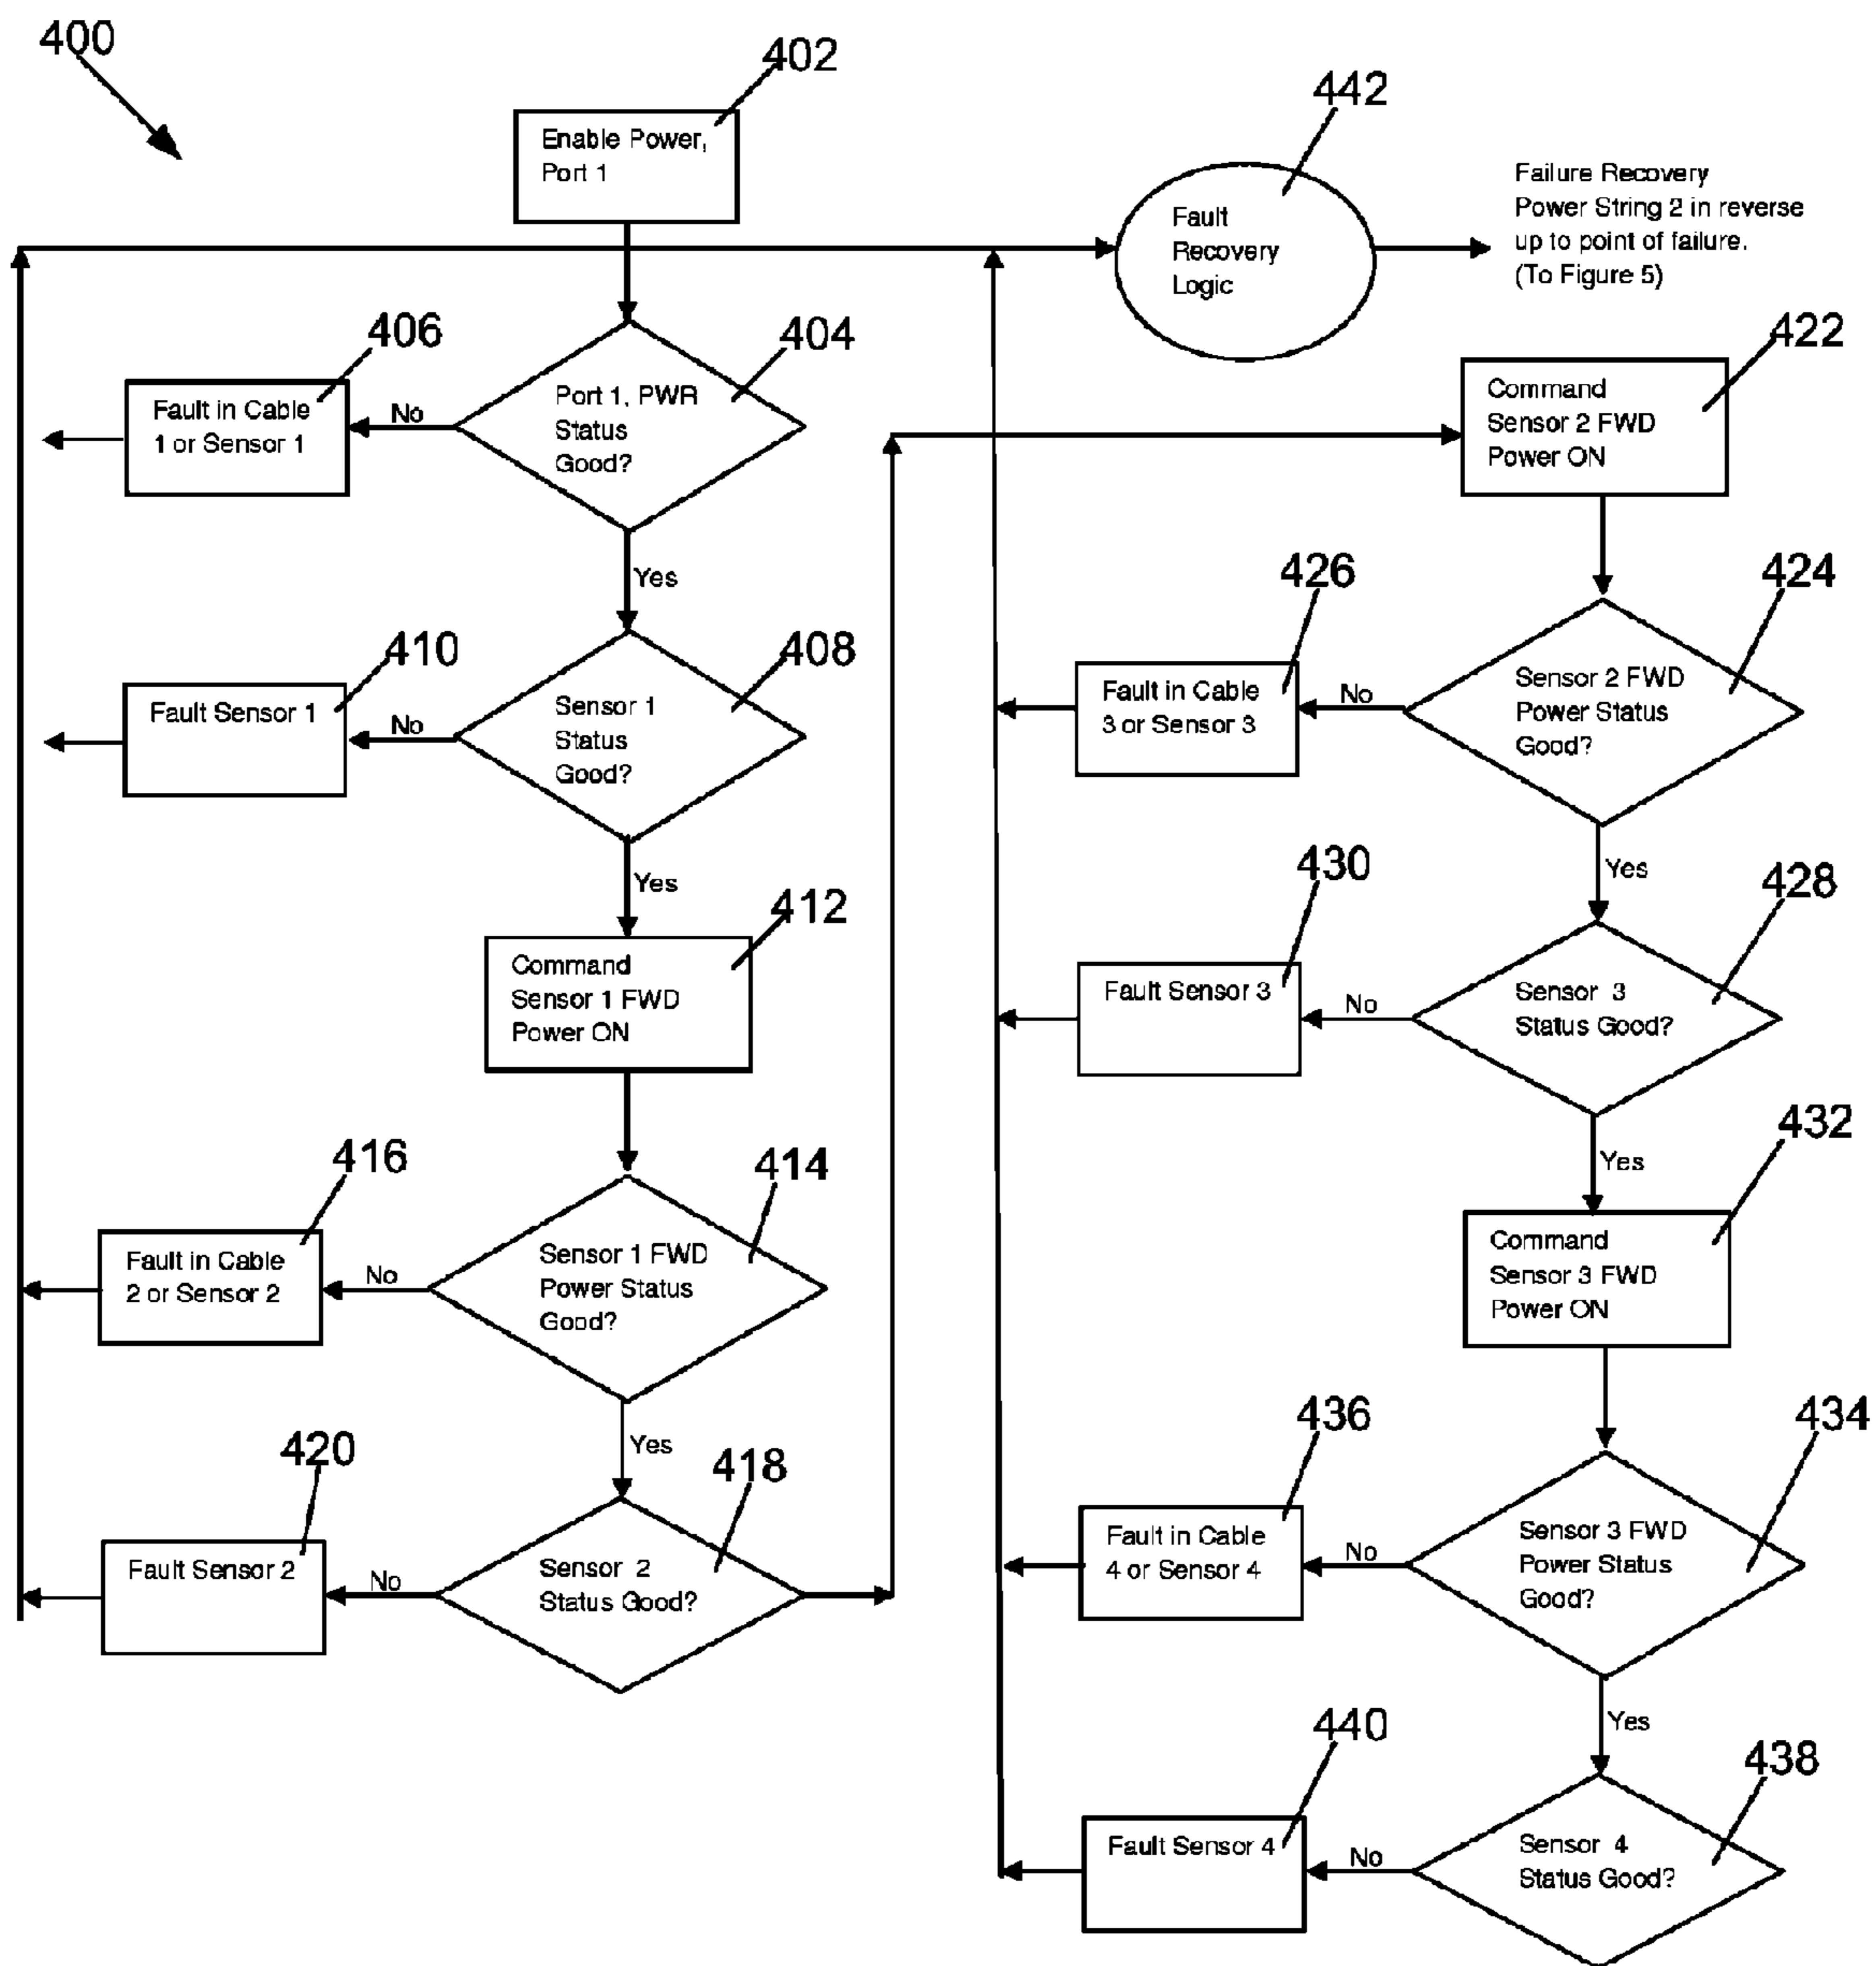 400
402
Enable Power,
Port 1
442
Fault
Recovery
Logic
Failure Recovery
Power String 2 in reverse
up to point of failure.
(To Figure 5)
406
Fault in Cable
1 or Sensor 1
No
404
Port 1, PWR
Status
Good?
Yes
410
Fault Sensor 1
No
408
Sensor 1
Status
Good?
Yes
412
Command
Sensor 1 FWD
Power ON
416
Fault in Cable
2 or Sensor 2
No
414
Sensor 1 FWD
Power Status
Good?
Yes
420
Fault Sensor 2
No
418
Sensor 2
Status Good?
422
Command
Sensor 2 FWD
Power ON
426
Fault in Cable
3 or Sensor 3
No
424
Sensor 2 FWD
Power Status
Good?
Yes
430
Fault Sensor 3
No
428
Sensor 3
Status Good?
Yes
432
Command
Sensor 3 FWD
Power ON
436
Fault in Cable
4 or Sensor 4
No
434
Sensor 3 FWD
Power Status
Good?
Yes
440
Fault Sensor 4
No
438
Sensor 4
Status Good?